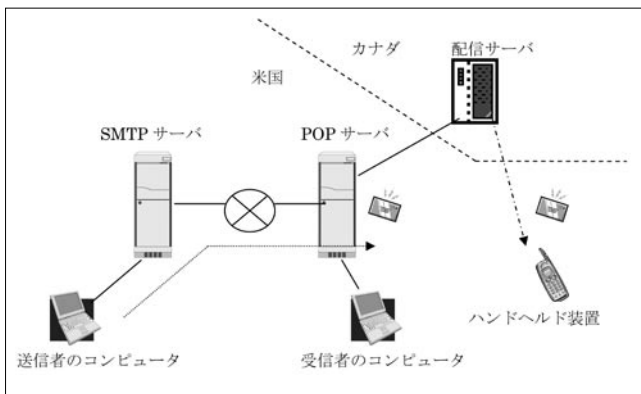 カナダ
配信サーバ
米国
SMTP サーバ
POP サーバ
ハンドヘルド装置
送信者のコンピュータ
受信者のコンピュータ